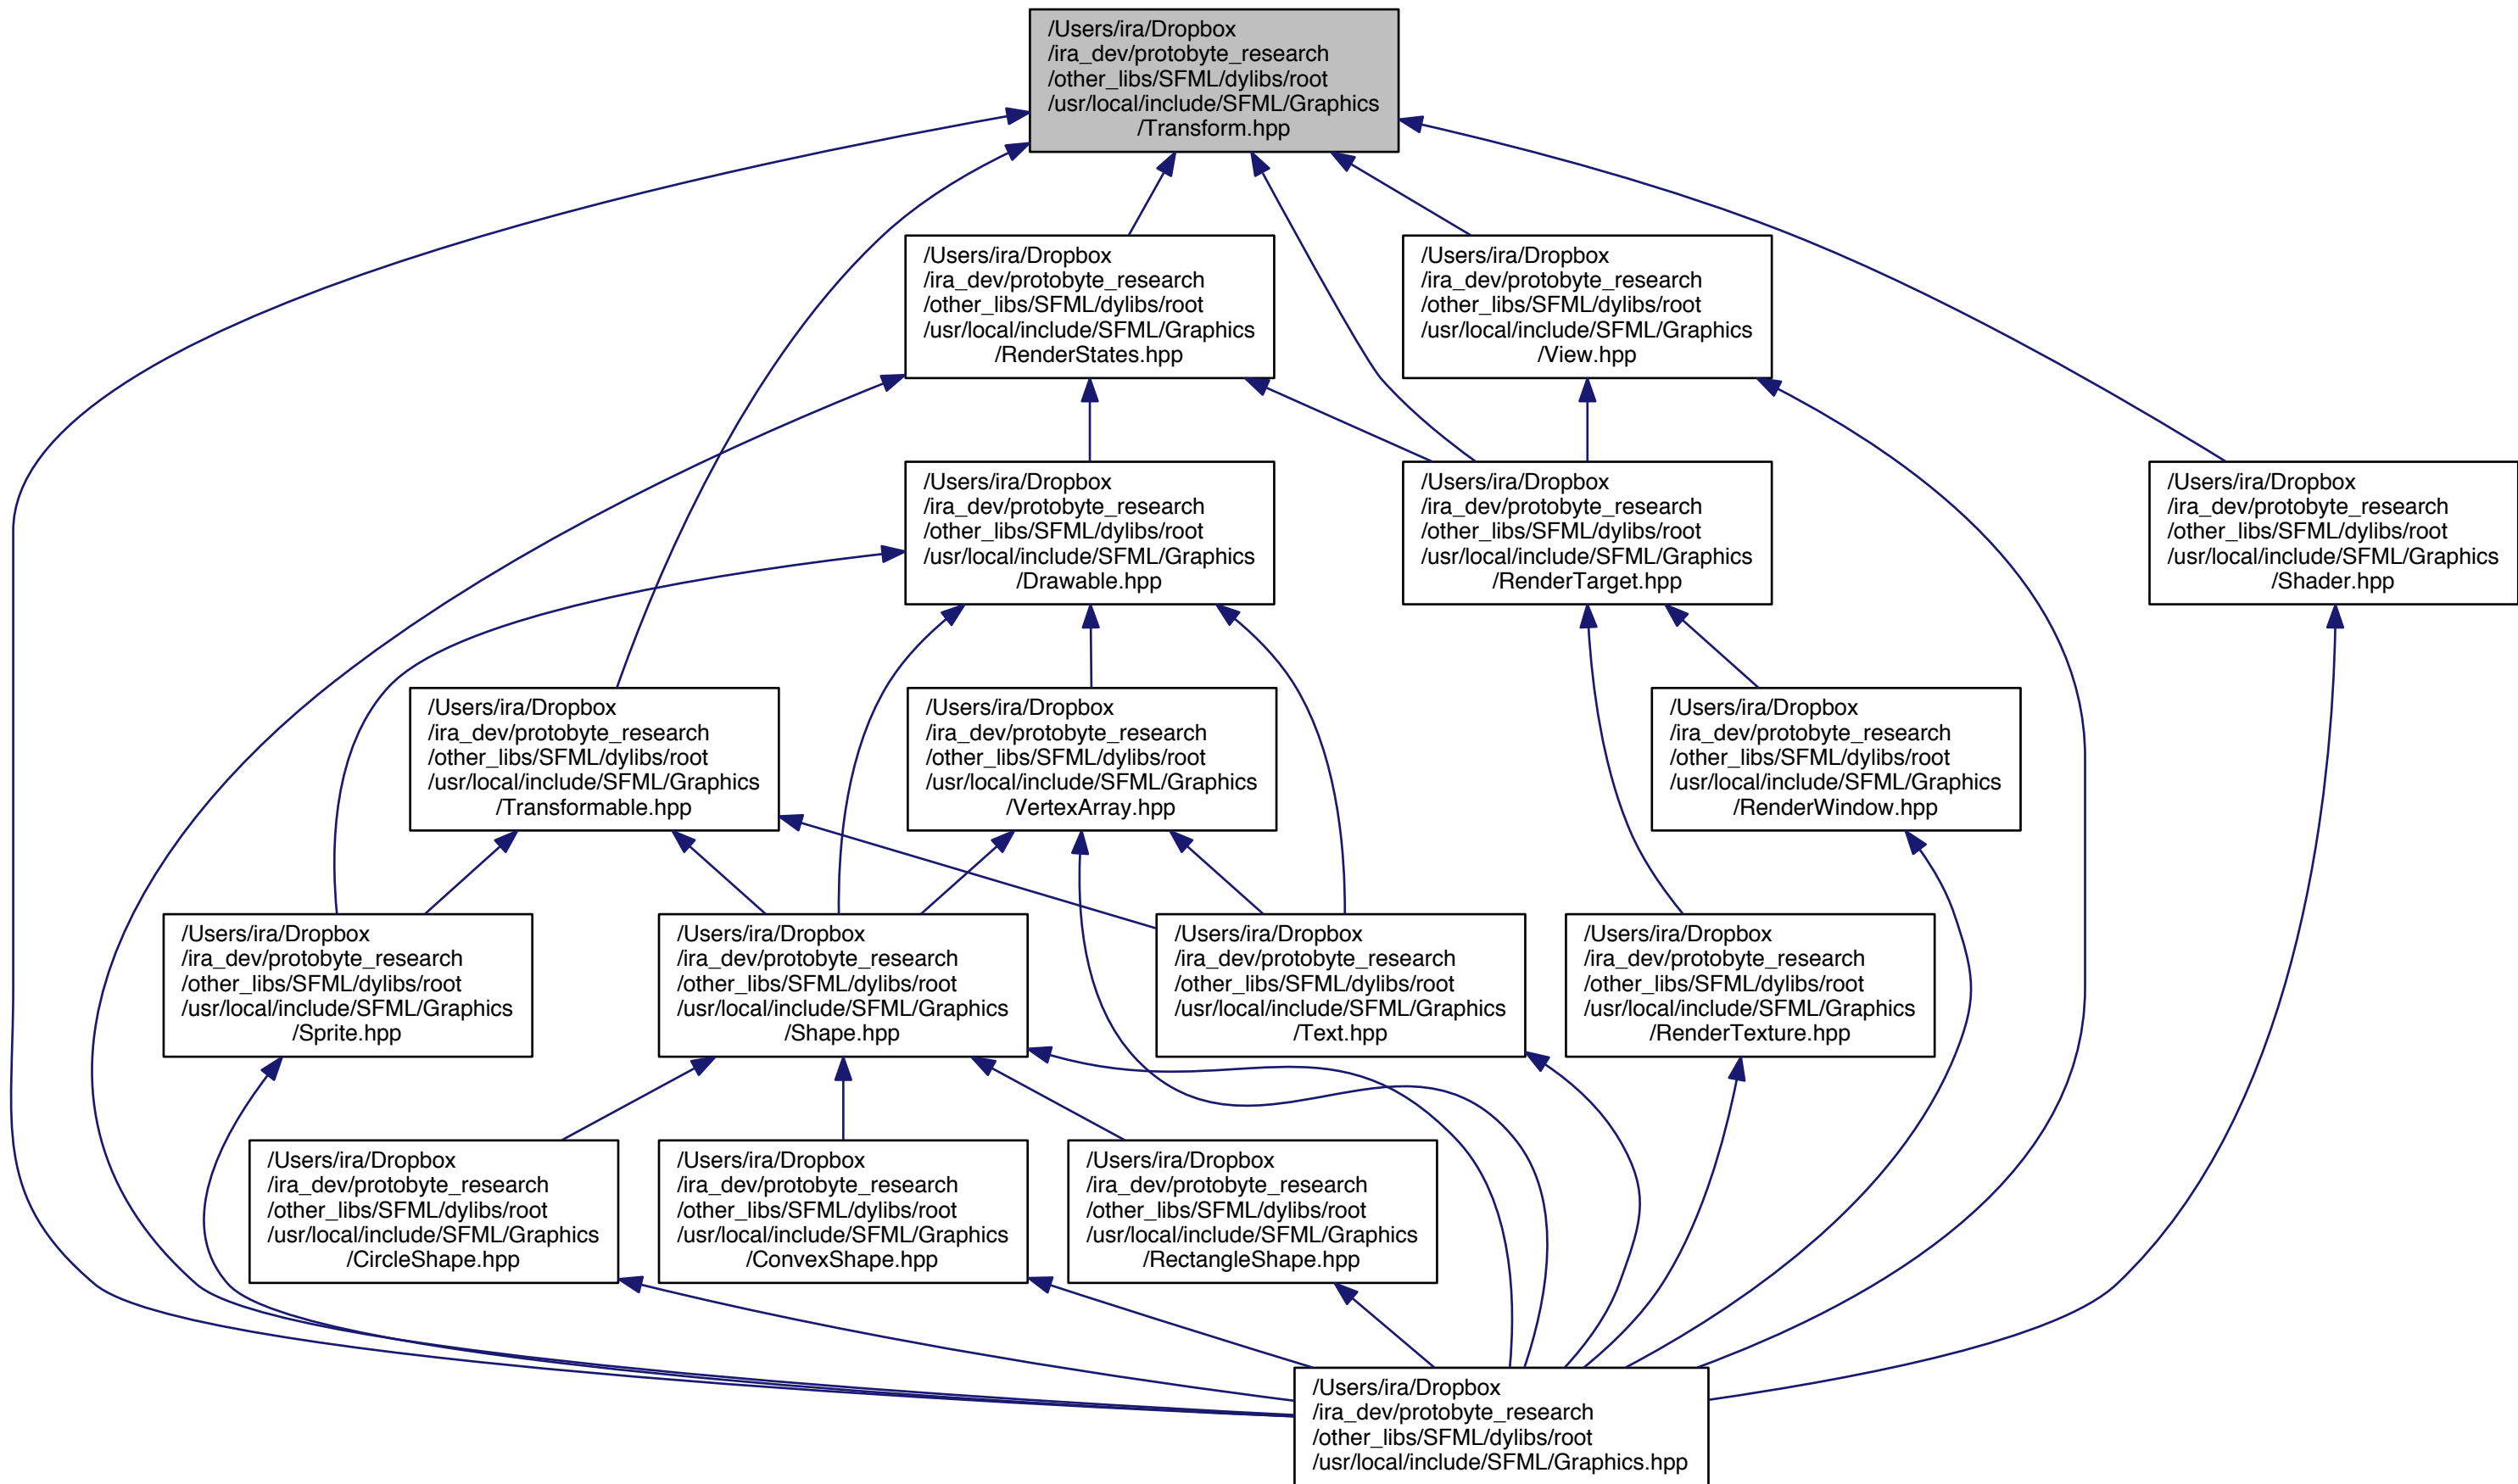 /Users/ira/Dropbox
/ira_dev/protobyte_research
/other_libs/SFML/dylibs/root
/usr/local/include/SFML/Graphics
/Transform.hpp
/Users/ira/Dropbox
/ira_dev/protobyte_research
/other_libs/SFML/dylibs/root
/usr/local/include/SFML/Graphics
/RenderStates.hpp
/Users/ira/Dropbox
/ira_dev/protobyte_research
/other_libs/SFML/dylibs/root
/usr/local/include/SFML/Graphics
/View.hpp
/Users/ira/Dropbox
/ira_dev/protobyte_research
/other_libs/SFML/dylibs/root
/usr/local/include/SFML/Graphics
/Drawable.hpp
/Users/ira/Dropbox
/ira_dev/protobyte_research
/other_libs/SFML/dylibs/root
/usr/local/include/SFML/Graphics
/RenderTarget.hpp
/Users/ira/Dropbox
/ira_dev/protobyte_research
/other_libs/SFML/dylibs/root
/usr/local/include/SFML/Graphics
/Shader.hpp
/Users/ira/Dropbox
/ira_dev/protobyte_research
/other_libs/SFML/dylibs/root
/usr/local/include/SFML/Graphics
/Transformable.hpp
/Users/ira/Dropbox
/ira_dev/protobyte_research
/other_libs/SFML/dylibs/root
/usr/local/include/SFML/Graphics
/VertexArray.hpp
/Users/ira/Dropbox
/ira_dev/protobyte_research
/other_libs/SFML/dylibs/root
/usr/local/include/SFML/Graphics
/RenderWindow.hpp
/Users/ira/Dropbox
/ira_dev/protobyte_research
/other_libs/SFML/dylibs/root
/usr/local/include/SFML/Graphics
/Sprite.hpp
/Users/ira/Dropbox
/ira_dev/protobyte_research
/other_libs/SFML/dylibs/root
/usr/local/include/SFML/Graphics
/Shape.hpp
/Users/ira/Dropbox
/ira_dev/protobyte_research
/other_libs/SFML/dylibs/root
/usr/local/include/SFML/Graphics
/Text.hpp
/Users/ira/Dropbox
/ira_dev/protobyte_research
/other_libs/SFML/dylibs/root
/usr/local/include/SFML/Graphics
/RenderTexture.hpp
/Users/ira/Dropbox
/ira_dev/protobyte_research
/other_libs/SFML/dylibs/root
/usr/local/include/SFML/Graphics
/CircleShape.hpp
/Users/ira/Dropbox
/ira_dev/protobyte_research
/other_libs/SFML/dylibs/root
/usr/local/include/SFML/Graphics
/ConvexShape.hpp
/Users/ira/Dropbox
/ira_dev/protobyte_research
/other_libs/SFML/dylibs/root
/usr/local/include/SFML/Graphics
/RectangleShape.hpp
/Users/ira/Dropbox
/ira_dev/protobyte_research
/other_libs/SFML/dylibs/root
/usr/local/include/SFML/Graphics.hpp